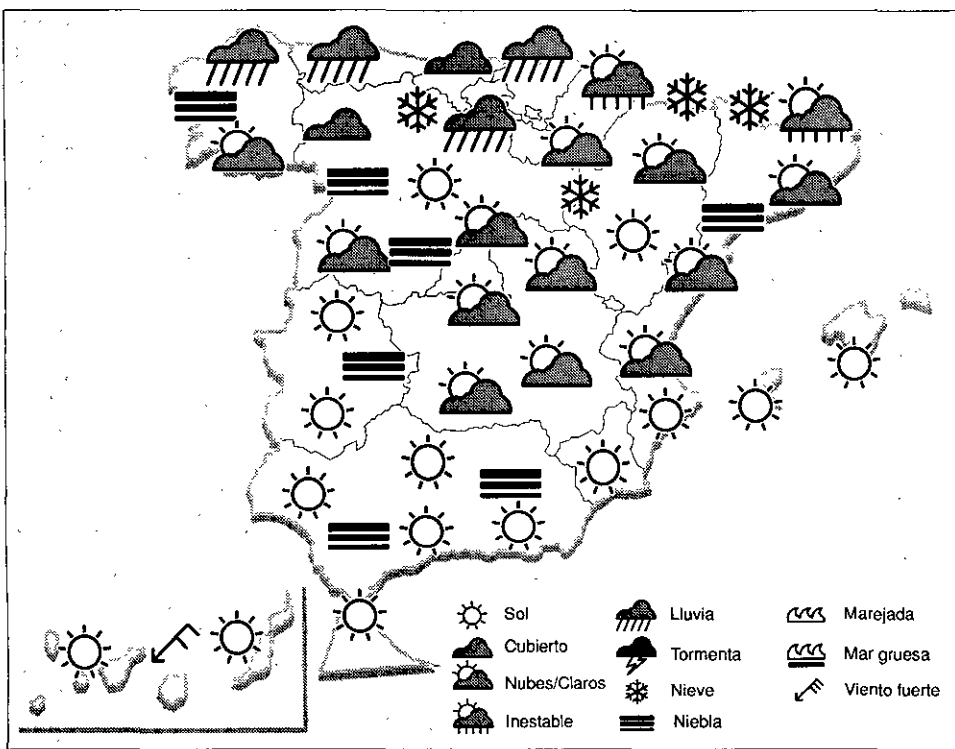 Sol
Cubierto
Nubes/Claros
Inestable
Lluvia
Tormenta
Nieve
Niebla
Marejada
Mar gruesa
Viento fuerte